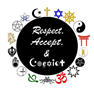 Respect,
Accept,
&
Coexist